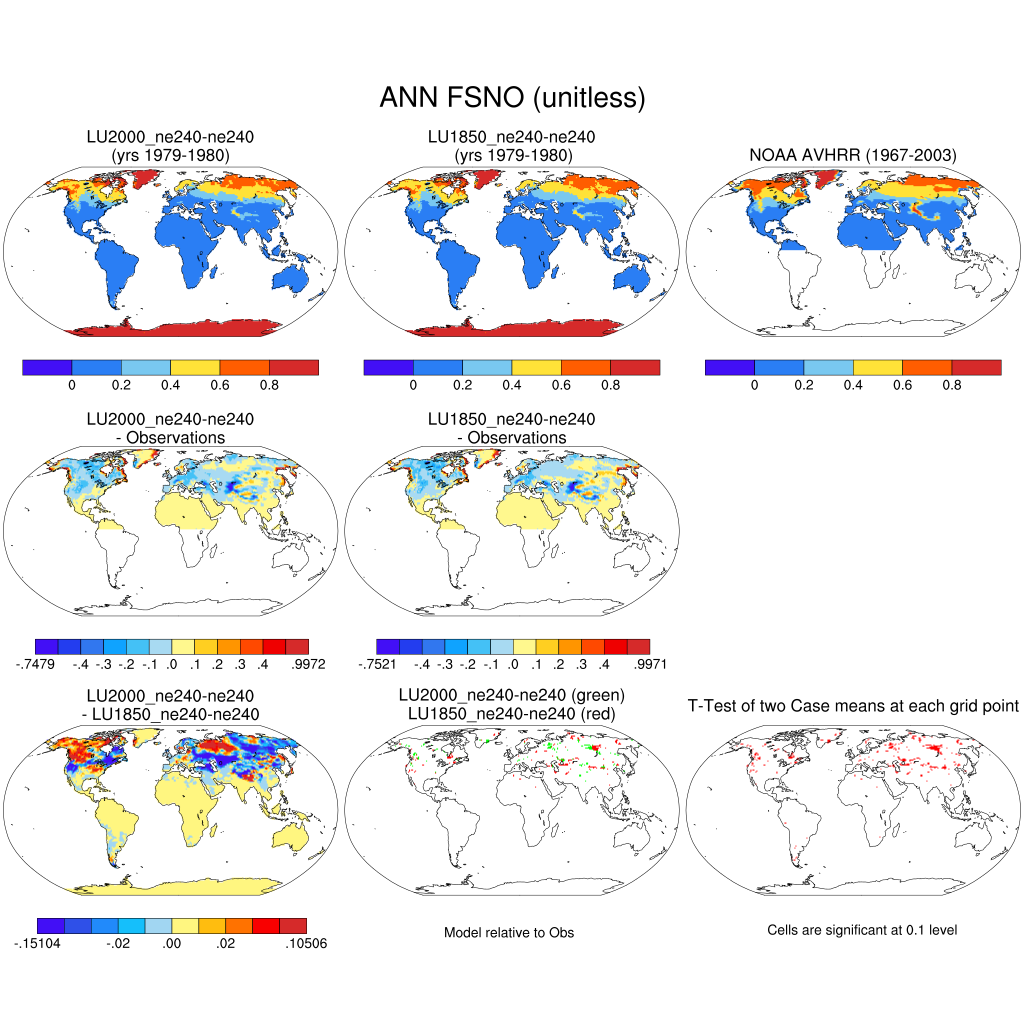 ANN FSNO (unitless)
LU2000_ne240-ne240
(yrs 1979-1980)
LU1850_ne240-ne240
(yrs 1979-1980)
NOAA AVHRR (1967-2003)
0 0.2 0.4 0.6 0.8
0 0.2 0.4 0.6 0.8
0 0.2 0.4 0.6 0.8
LU2000_ne240-ne240
- Observations
LU1850_ne240-ne240
- Observations
-.7479 -.4 -.3 -.2 -.1 .0 .1 .2 .3 .4 .9972
-.7521 -.4 -.3 -.2 -.1 .0 .1 .2 .3 .4 .9971
LU2000_ne240-ne240
- LU1850_ne240-ne240
LU2000_ne240-ne240 (green)
LU1850_ne240-ne240 (red)
T-Test of two Case means at each grid point
-.15104 -.02 .00 .02 .10506
Model relative to Obs
Cells are significant at 0.1 level